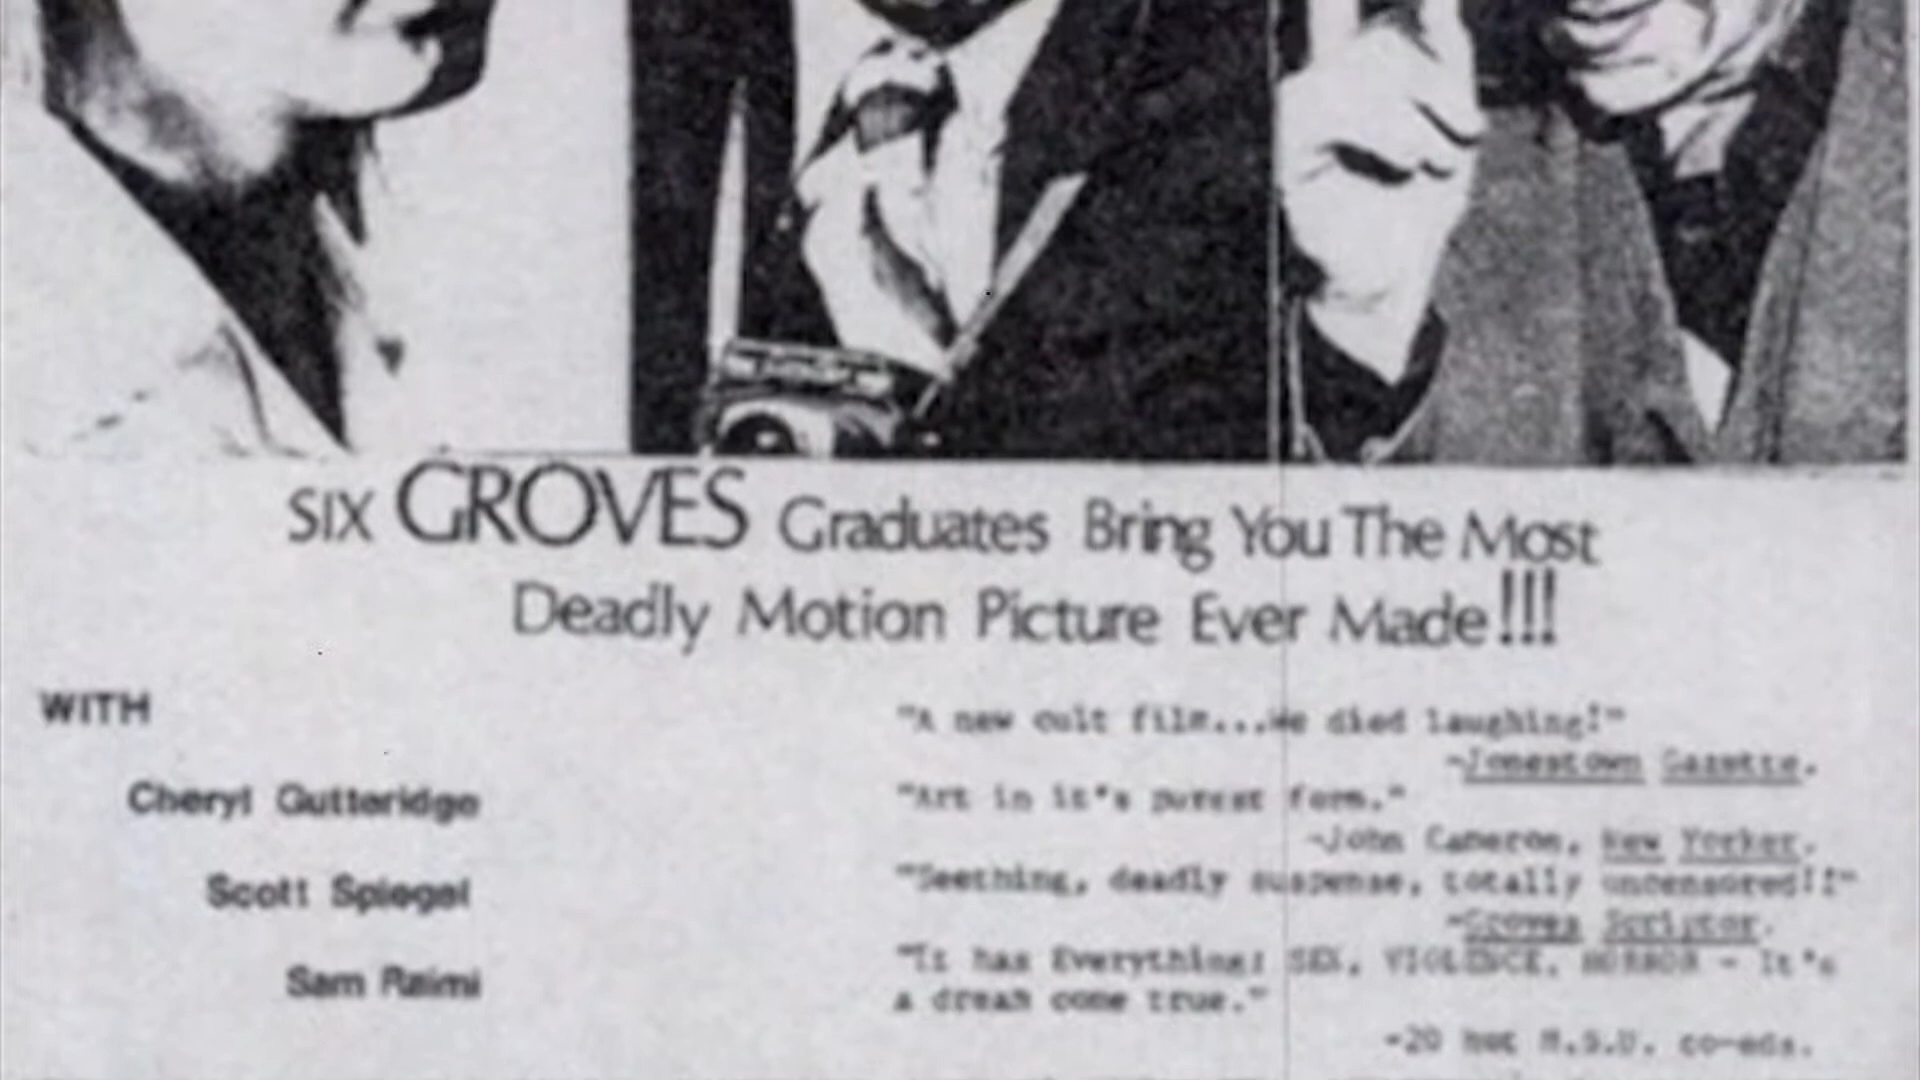 SIX GROVES Graduates Bring You The Most
Deadly Motion Picture Ever Made!!!
WITH
Cheryl Gutteridge
Scott Spiegel
Sam Raimi
"A new cult film...We died laughing!"
-Jonestown Gazette.
"Art in it's purest form."
-John Cameron, New Yorker.
"Seething, deadly suspense, totally uncensored!!"
-Groves Scriptor.
"It has Everything: SEX, VIOLENCE, HORROR - It's
a dream come true."
-20 hot M.S.U. co-eds.